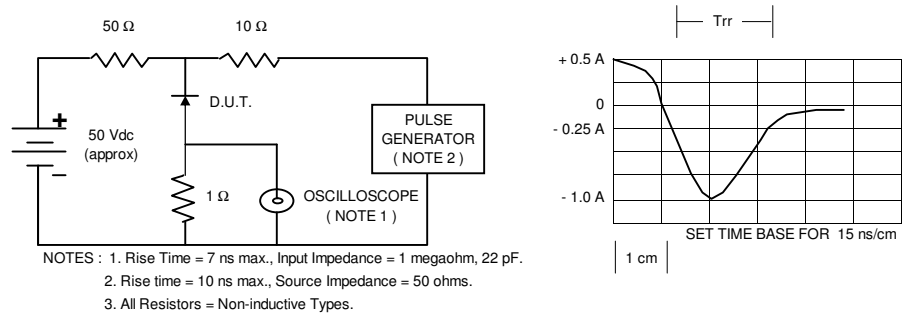 50 Ω
10 Ω
D.U.T.
+
50 Vdc
(approx)
−
1 Ω
OSCILLOSCOPE
( NOTE 1 )
PULSE
GENERATOR
( NOTE 2 )
Trr
+ 0.5 A
0
- 0.25 A
- 1.0 A
SET TIME BASE FOR 15 ns/cm
1 cm
NOTES : 1. Rise Time = 7 ns max., Input Impedance = 1 megaohm, 22 pF.
2. Rise time = 10 ns max., Source Impedance = 50 ohms.
3. All Resistors = Non-inductive Types.